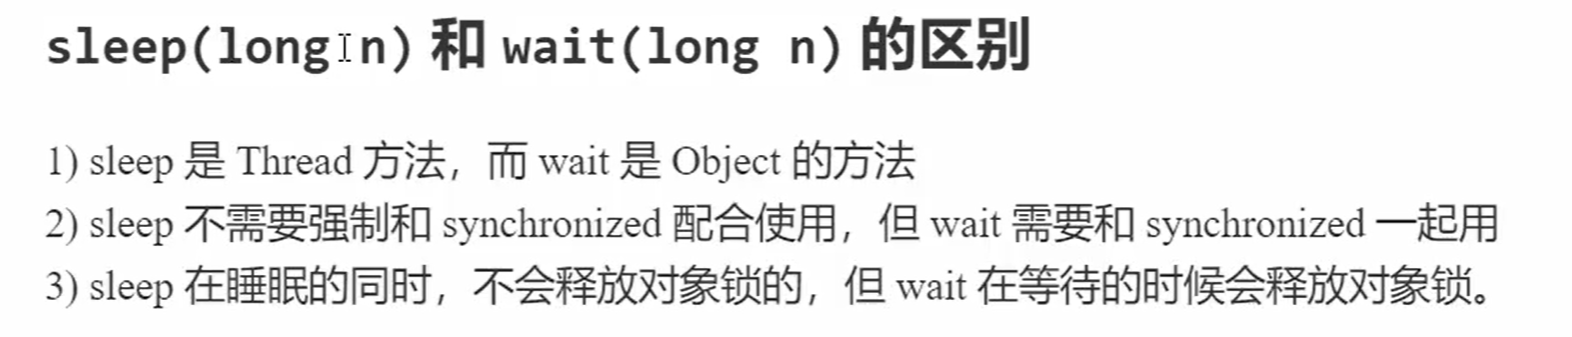 sleep(long n) 和 wait(long n) 的区别
1) sleep 是 Thread 方法，而 wait 是 Object 的方法
2) sleep 不需要强制和 synchronized 配合使用，但 wait 需要和 synchronized 一起用
3) sleep 在睡眠的同时，不会释放对象锁的，但 wait 在等待的时候会释放对象锁。